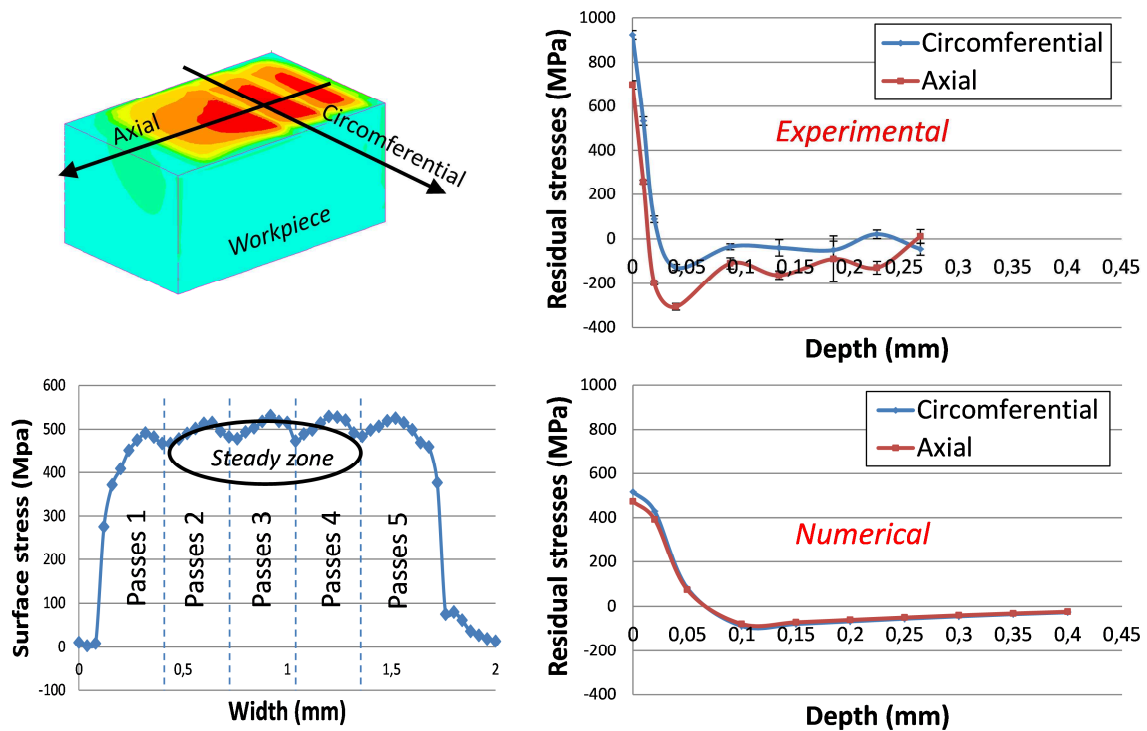 Axial
Circomferential
Workpiece
Residual stresses (MPa)
1000
800
600
400
200
0
-200
-400
Circomferential
Axial
Experimental
0
0,05
0,1
0,15
0,2
0,25
0,3
0,35
0,4
0,45
Depth (mm)
Surface stress (Mpa)
600
500
400
300
200
100
0
-100
Steady zone
Passes 1
Passes 2
Passes 3
Passes 4
Passes 5
0
0,5
1
1,5
2
Width (mm)
Residual stresses (MPa)
1000
800
600
400
200
0
-200
-400
Circomferential
Axial
Numerical
0
0,05
0,1
0,15
0,2
0,25
0,3
0,35
0,4
0,45
Depth (mm)